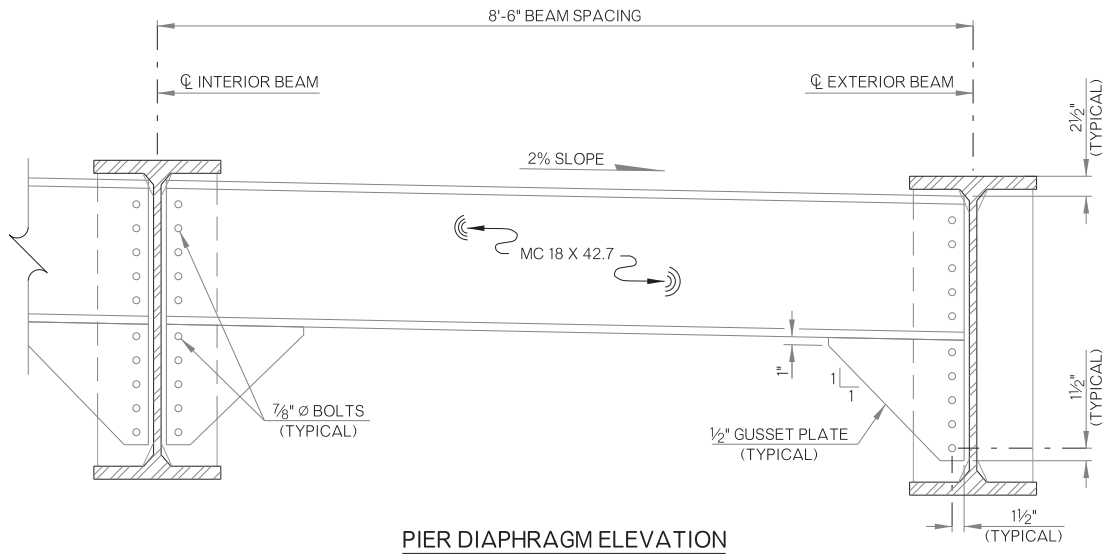 8'-6" BEAM SPACING
℄ INTERIOR BEAM
℄ EXTERIOR BEAM
2½"
(TYPICAL)
2% SLOPE
MC 18 X 42.7
1"
1
1
⅞" Ø BOLTS
(TYPICAL)
½" GUSSET PLATE
(TYPICAL)
1½"
(TYPICAL)
1½"
(TYPICAL)
PIER DIAPHRAGM ELEVATION